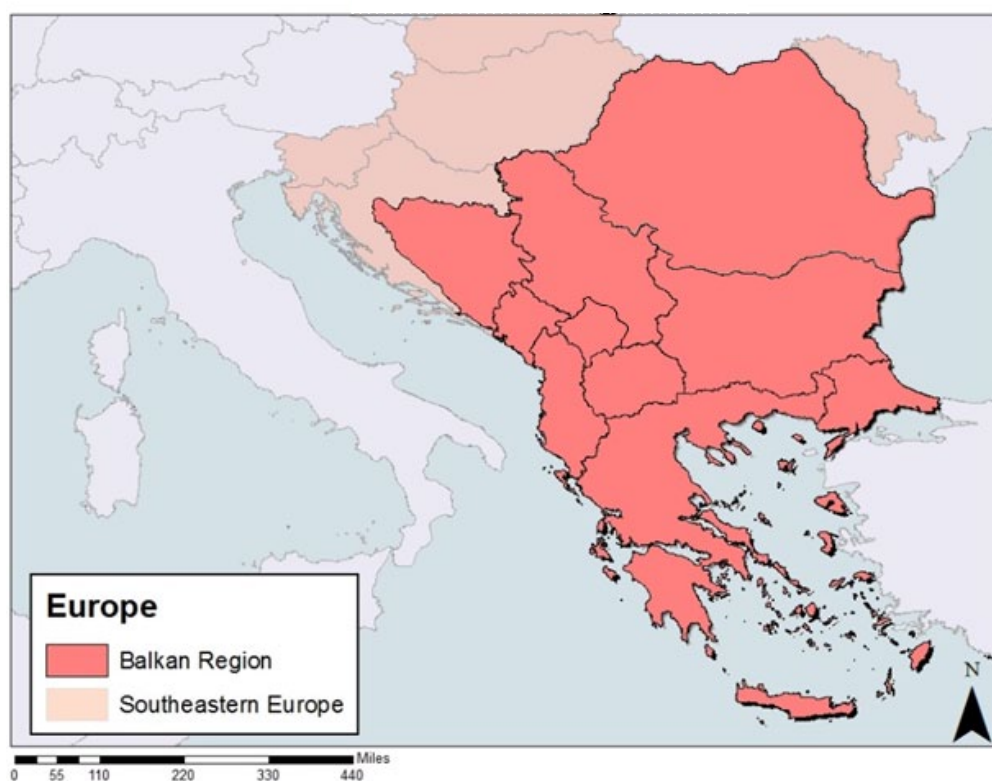 Europe
Balkan Region
Southeastern Europe
N
Miles
0 55 110 220 330 440